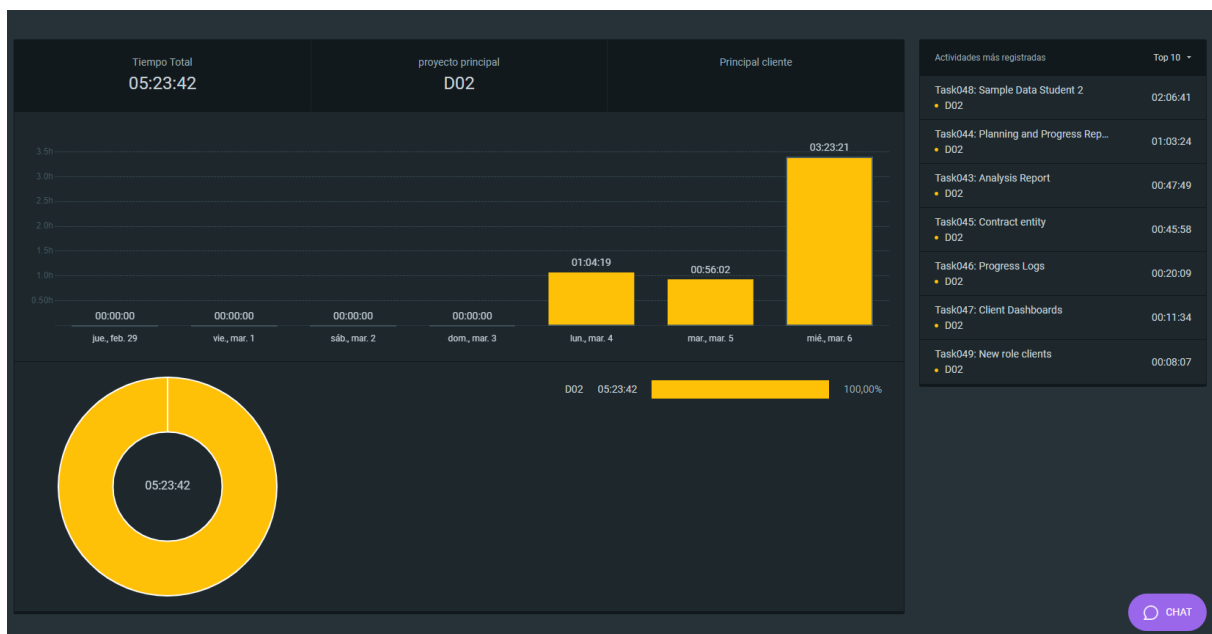 Tiempo Total
05:23:42
proyecto principal
D02
Principal cliente
3.5h
3.0h
2.5h
2.0h
1.5h
1.0h
0.50h
00:00:00
00:00:00
00:00:00
00:00:00
01:04:19
00:56:02
03:23:21
jue., feb. 29
vie., mar. 1
sáb., mar. 2
dom., mar. 3
lun., mar. 4
mar., mar. 5
mié., mar. 6
05:23:42
D02 05:23:42 100,00%
Actividades más registradas Top 10
Task048: Sample Data Student 2
D02
02:06:41
Task044: Planning and Progress Rep...
D02
01:03:24
Task043: Analysis Report
D02
00:47:49
Task045: Contract entity
D02
00:45:58
Task046: Progress Logs
D02
00:20:09
Task047: Client Dashboards
D02
00:11:34
Task049: New role clients
D02
00:08:07
CHAT